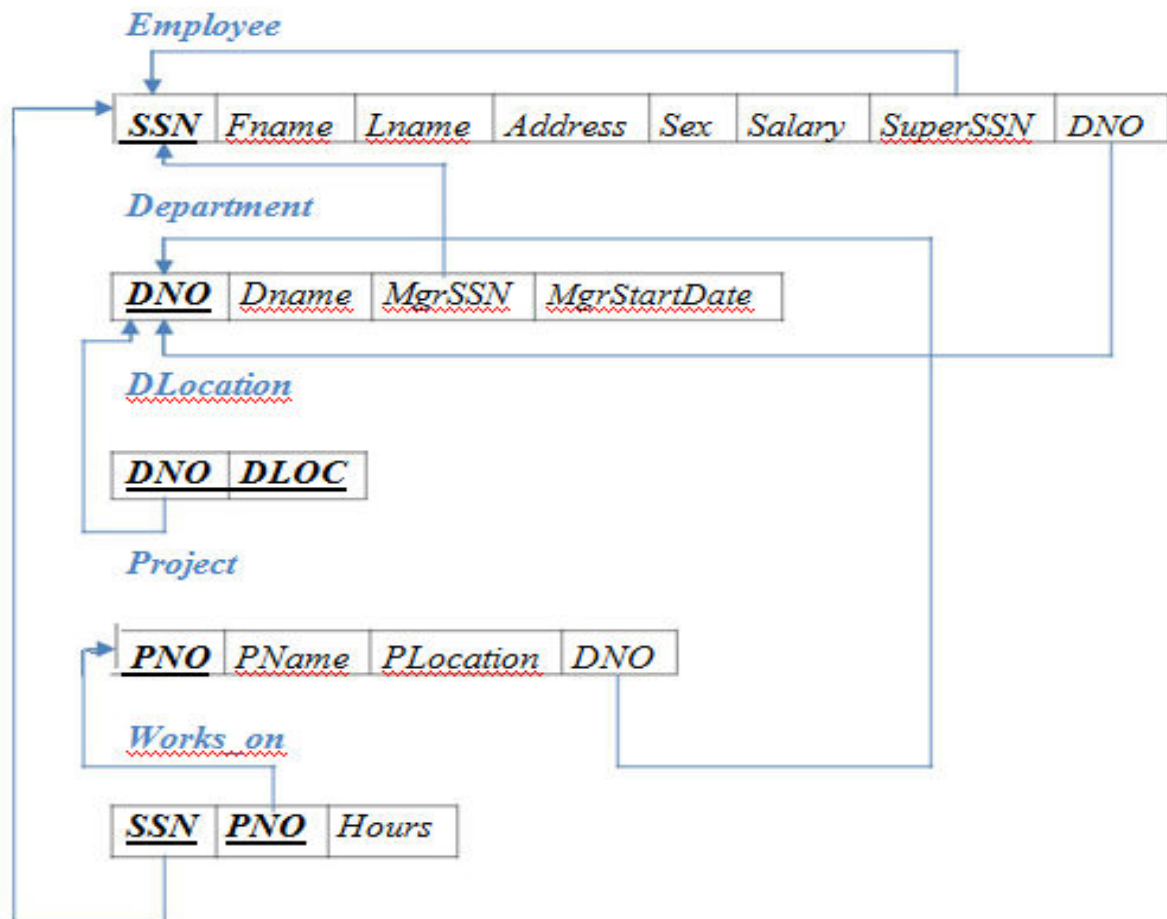 Employee
SSN Fname Lname Address Sex Salary SuperSSN DNO
Department
DNO Dname MgrSSN MgrStartDate
DLocation
DNO DLOC
Project
PNO PName PLocation DNO
Works_on
SSN PNO Hours